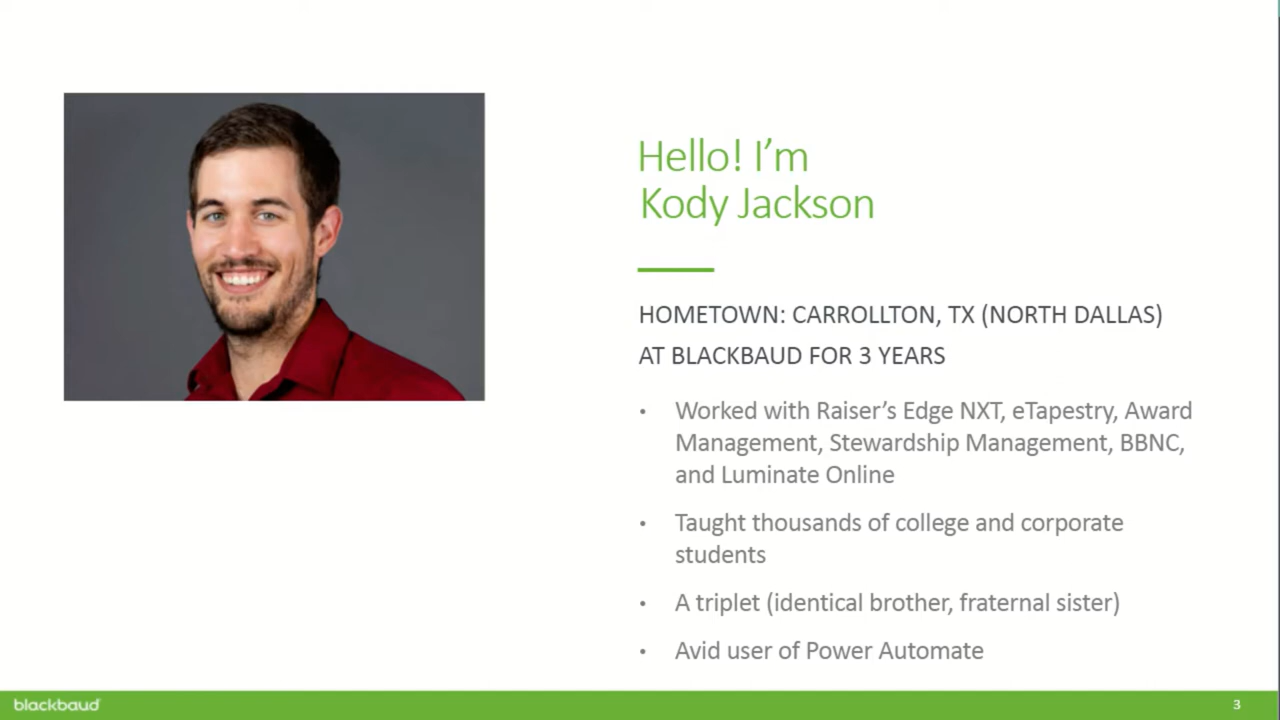 Hello! I’m
Kody Jackson
HOMETOWN: CARROLLTON, TX (NORTH DALLAS)
AT BLACKBAUD FOR 3 YEARS
• Worked with Raiser’s Edge NXT, eTapestry, Award
Management, Stewardship Management, BBNC,
and Luminate Online
• Taught thousands of college and corporate
students
• A triplet (identical brother, fraternal sister)
• Avid user of Power Automate
blackbaud
3